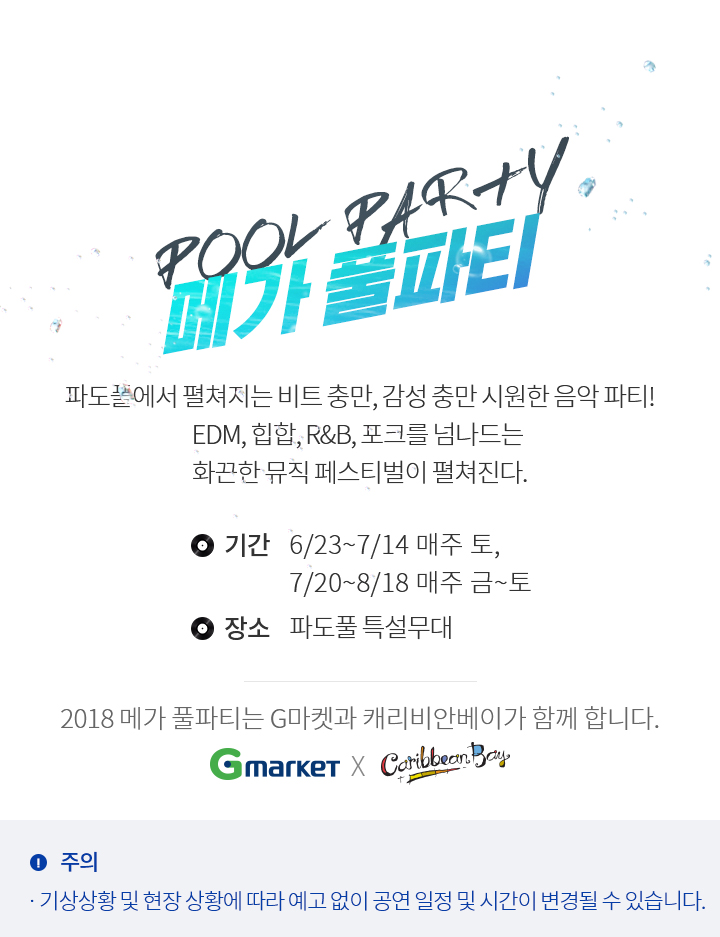 POOL PARTY
메가 풀파티
파도풀에서 펼쳐지는 비트 충만, 감성 충만 시원한 음악 파티!
EDM, 힙합, R&B, 포크를 넘나드는
화끈한 뮤직 페스티벌이 펼쳐진다.
기간 6/23~7/14 매주 토,
7/20~8/18 매주 금~토
장소 파도풀 특설무대
2018 메가 풀파티는 G마켓과 캐리비안베이가 함께 합니다.
Gmarket X Caribbean Bay
! 주의
· 기상상황 및 현장 상황에 따라 예고 없이 공연 일정 및 시간이 변경될 수 있습니다.